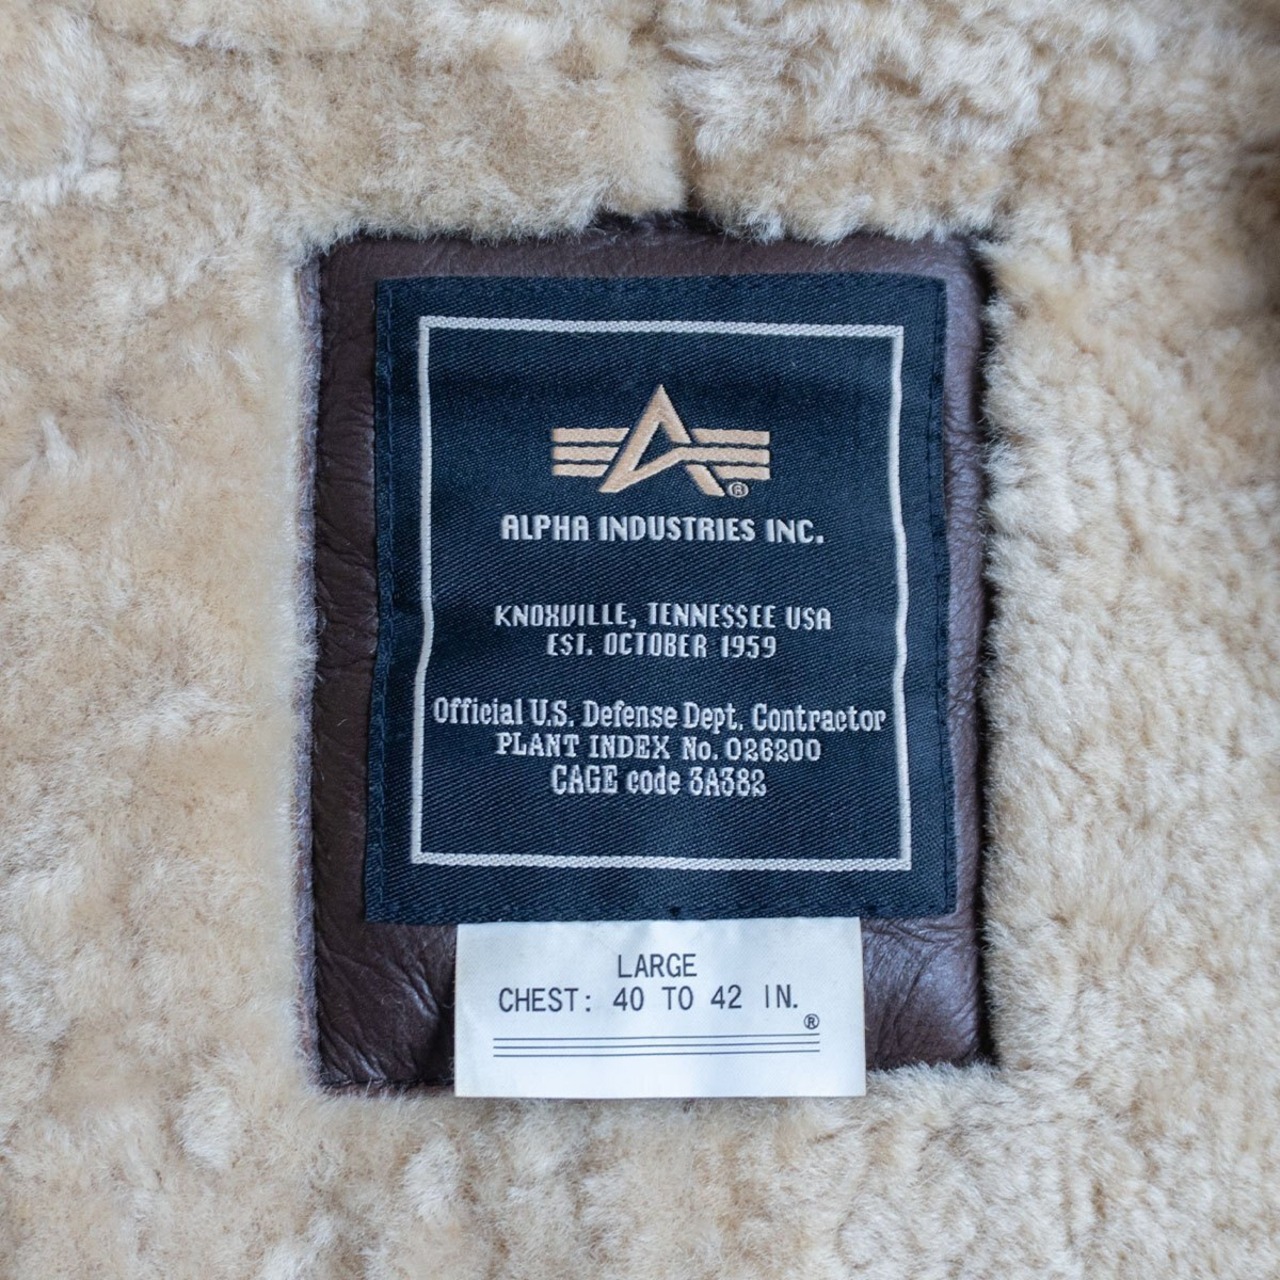 ®
ALPHA INDUSTRIES INC.
KNOXVILLE, TENNESSEE USA
EST. OCTOBER 1959
Official U.S. Defense Dept. Contractor
PLANT INDEX No. 026200
CAGE code 3A382
LARGE
CHEST: 40 TO 42 IN.
®